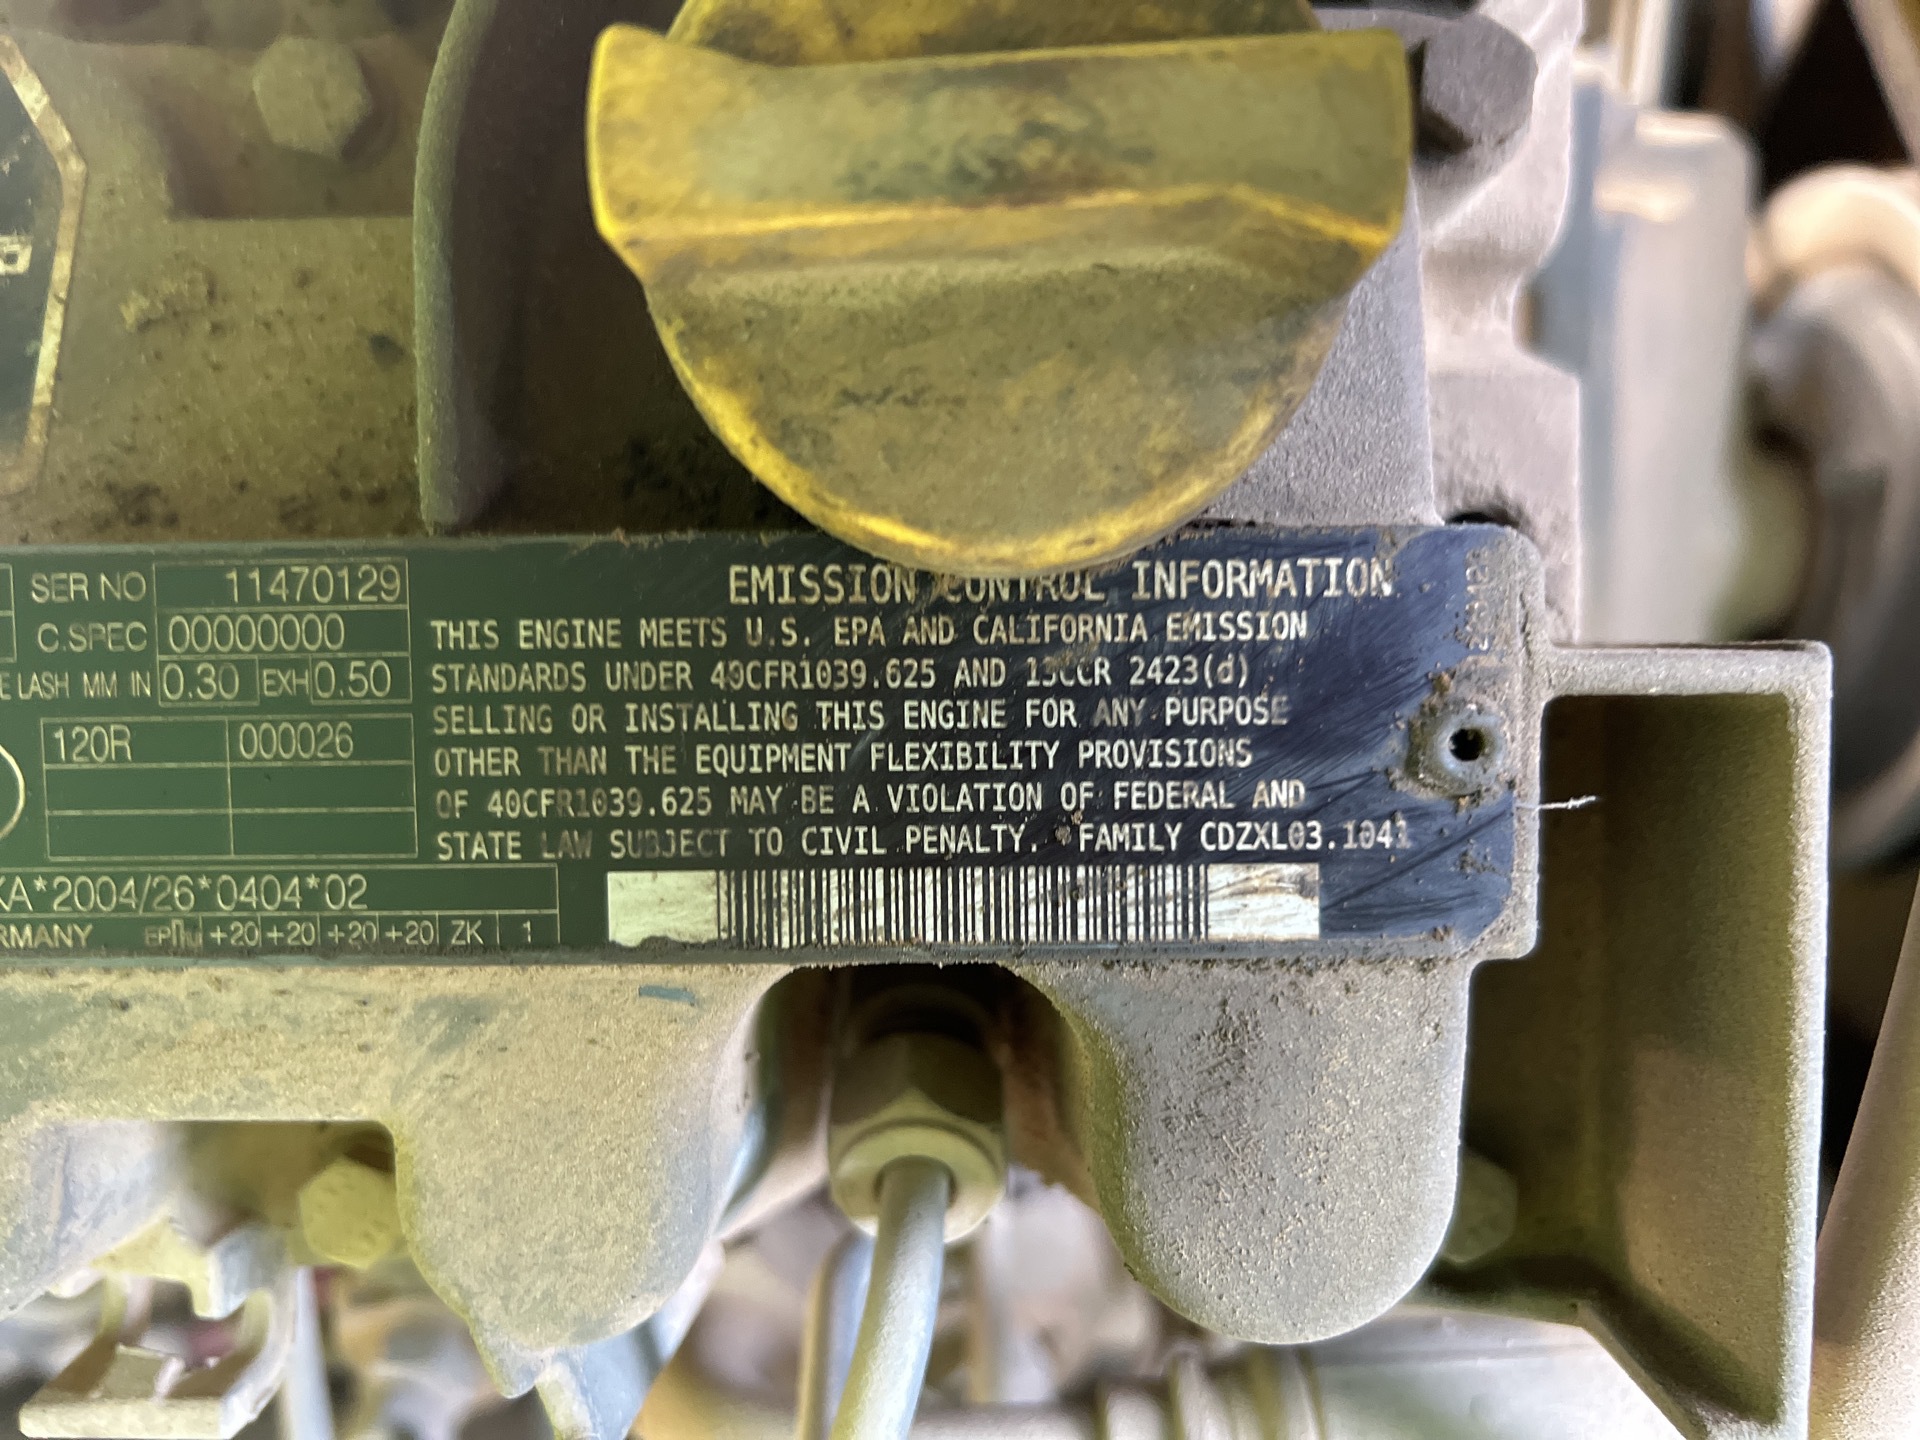 SER NO 11470129
C.SPEC 00000000
E LASH MM IN 0.30 EXH 0.50
120R 000026
KA*2004/26*0404*02
RMANY +20 +20 +20 +20 ZK 1
EMISSION CONTROL INFORMATION
THIS ENGINE MEETS U.S. EPA AND CALIFORNIA EMISSION
STANDARDS UNDER 40CFR1039.625 AND 13CCR 2423(d)
SELLING OR INSTALLING THIS ENGINE FOR ANY PURPOSE
OTHER THAN THE EQUIPMENT FLEXIBILITY PROVISIONS
OF 40CFR1039.625 MAY BE A VIOLATION OF FEDERAL AND
STATE LAW SUBJECT TO CIVIL PENALTY. FAMILY CDZXL03.1041